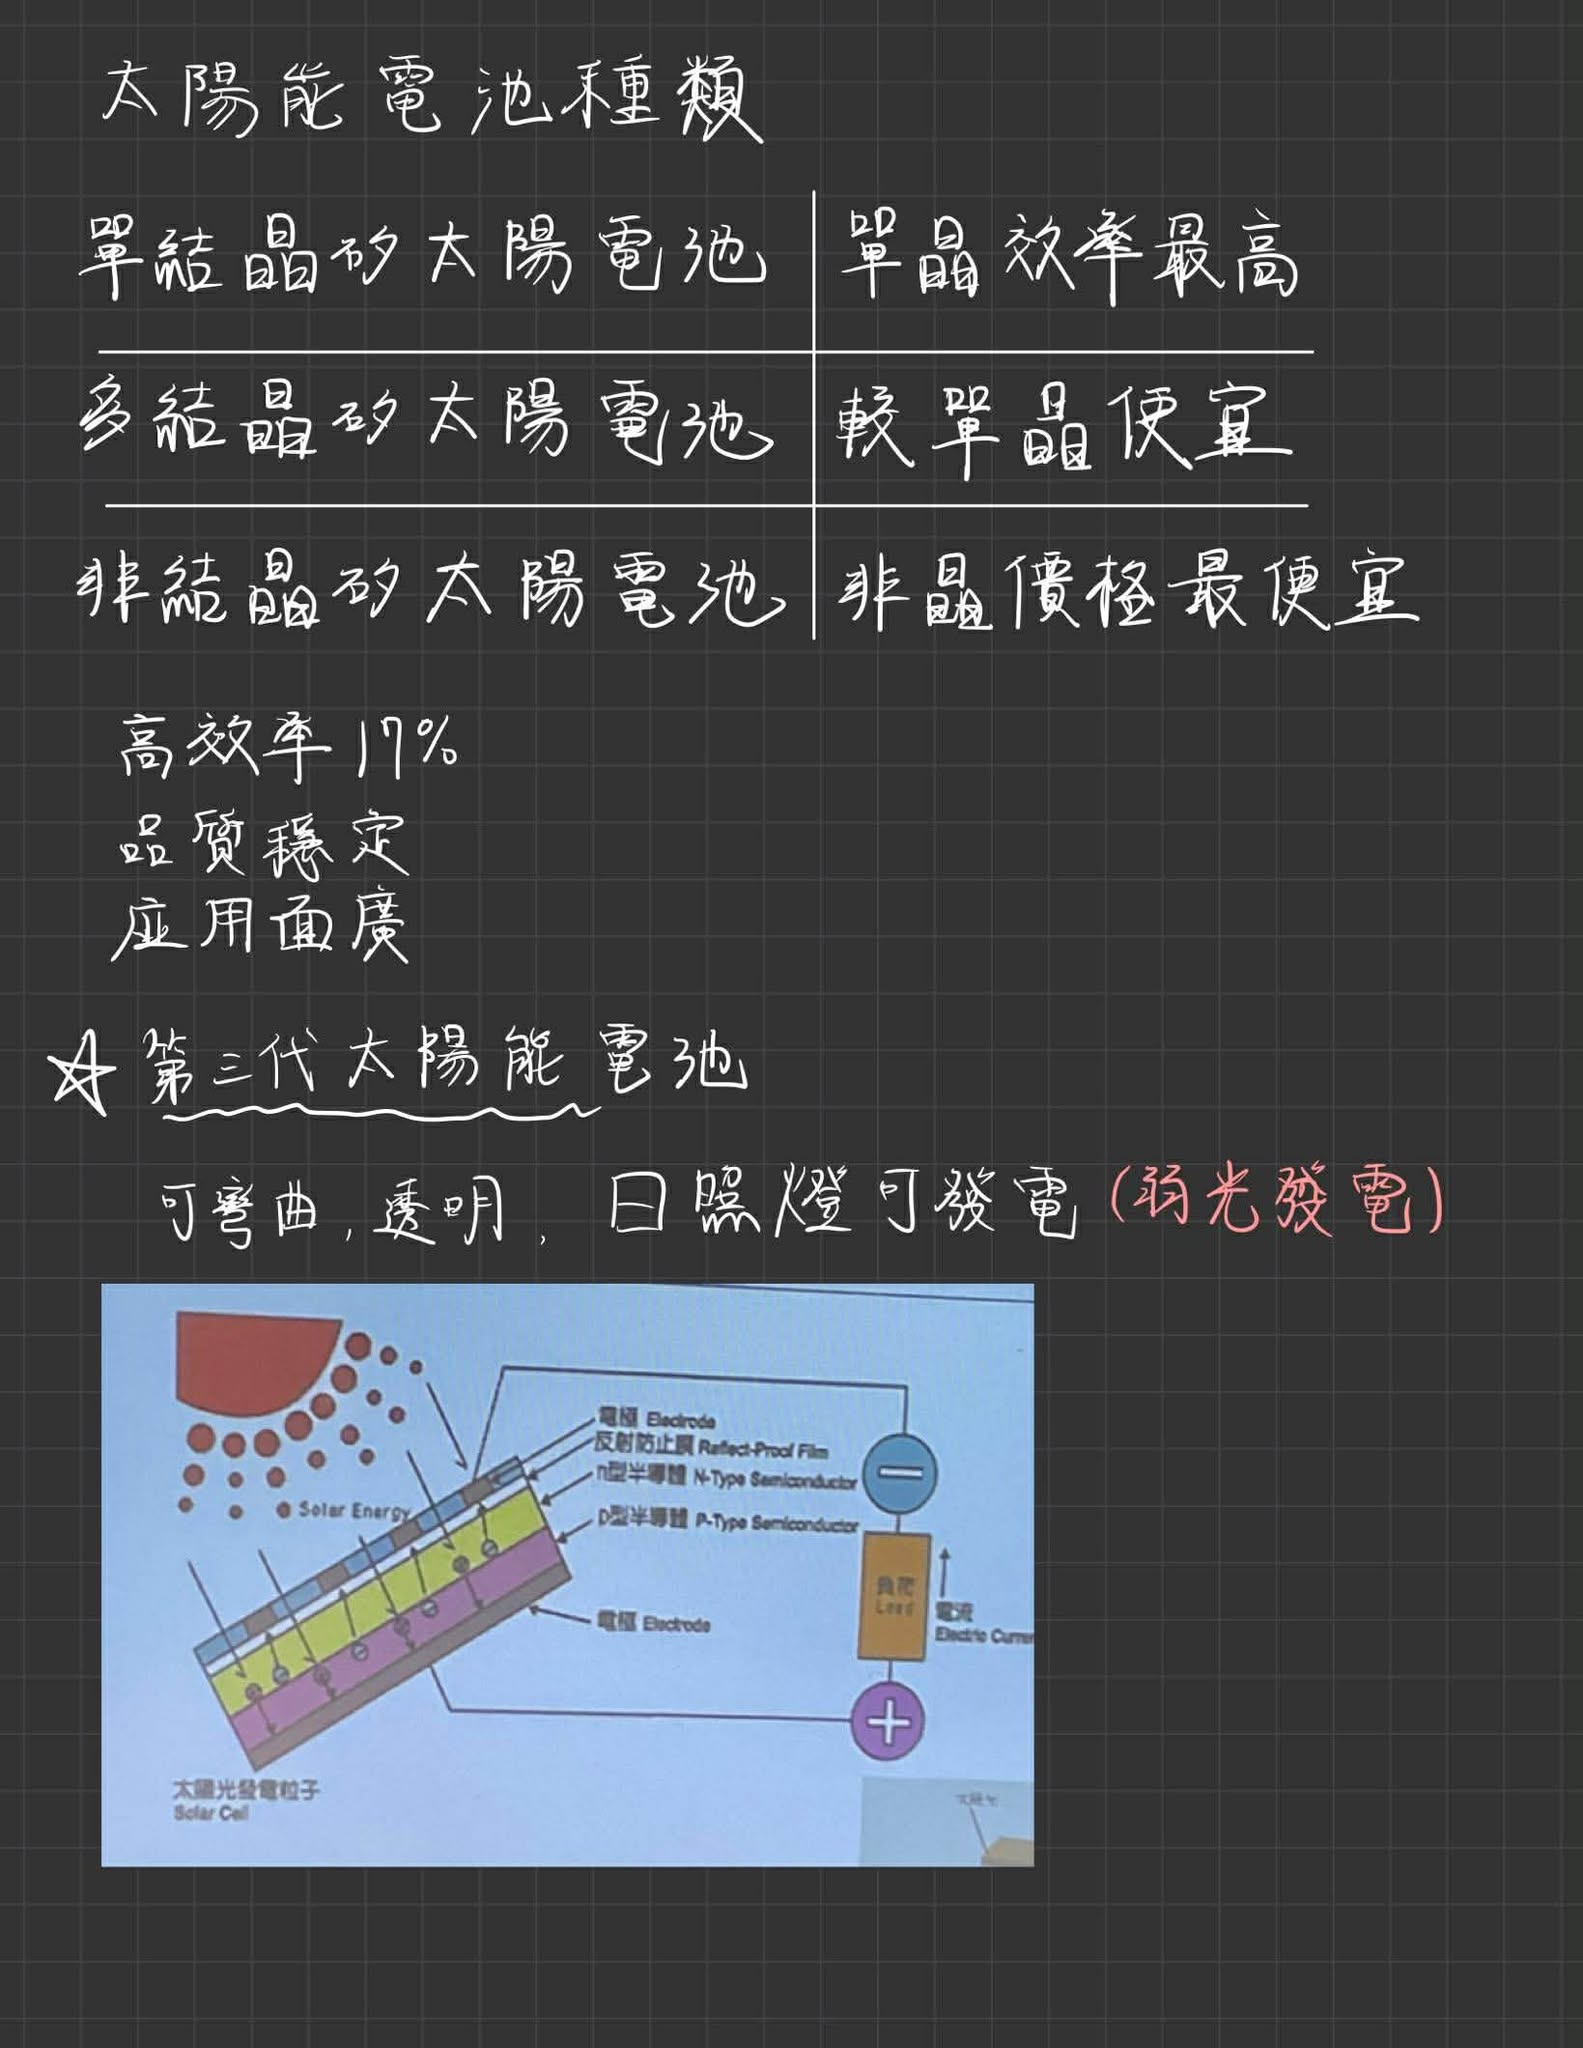 太陽能電池種類
單結晶矽太陽電池 單晶效率最高
多結晶矽太陽電池 較單晶便宜
非結晶矽太陽電池 非晶價格最便宜
高效率17%
品質穩定
应用面廣
☆ 第三代太陽能電池
可彎曲,透明, 日照燈可發電(弱光發電)
電極 Electrode
反射防止膜 Reflect-Proof Film
n型半導體 N-Type Semiconductor
Solar Energy
p型半導體 P-Type Semiconductor
負荷
Load
電流
Electric Curre
電極 Electrode
太陽光發電粒子
Solar Cell